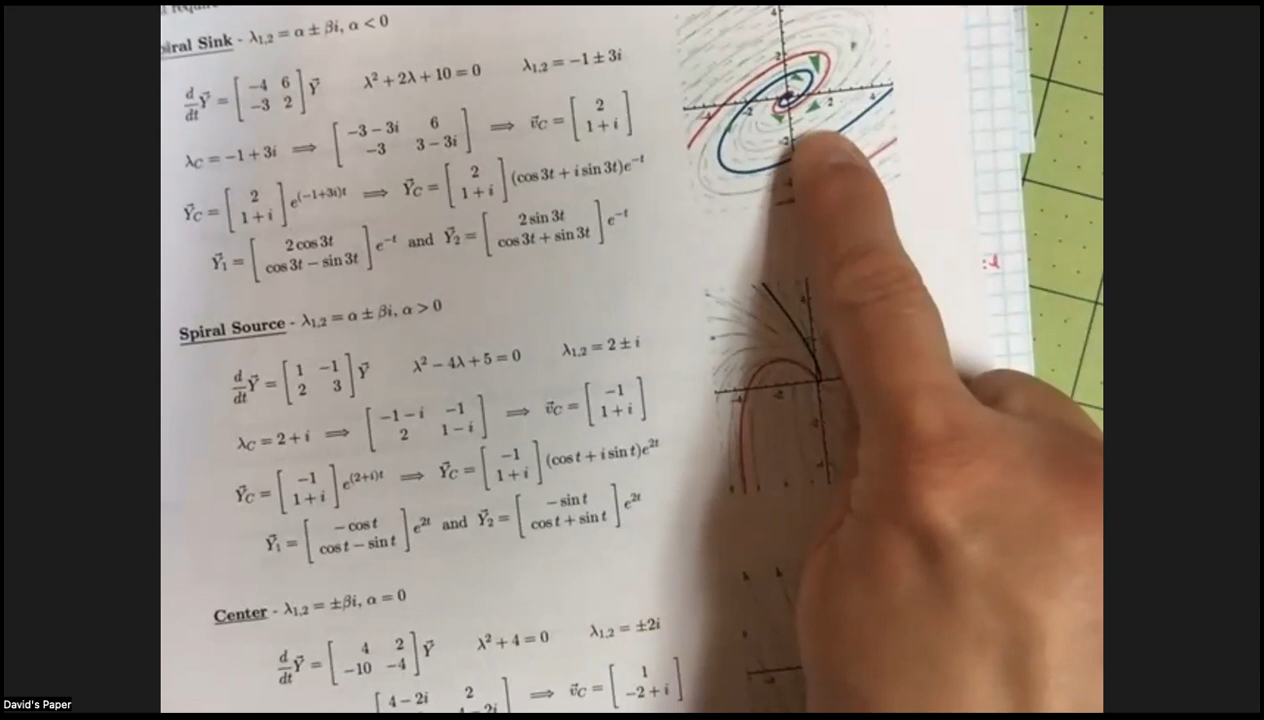 iral Sink - λ₁,₂ = α ± βi, α < 0
d/dt Y⃗ = [ -4 6 ; -3 2 ] Y⃗    λ² + 2λ + 10 = 0    λ₁,₂ = -1 ± 3i
λC = -1 + 3i ⟹ [ -3 - 3i 6 ; -3 3 - 3i ] ⟹ v⃗C = [ 2 ; 1 + i ]
Y⃗C = [ 2 ; 1 + i ] e^(-1+3i)t ⟹ Y⃗C = [ 2 ; 1 + i ] (cos 3t + i sin 3t)e^-t
Y⃗₁ = [ 2 cos 3t ; cos 3t - sin 3t ] e^-t and Y⃗₂ = [ 2 sin 3t ; cos 3t + sin 3t ] e^-t
Spiral Source - λ₁,₂ = α ± βi, α > 0
d/dt Y⃗ = [ 1 -1 ; 2 3 ] Y⃗    λ² - 4λ + 5 = 0    λ₁,₂ = 2 ± i
λC = 2 + i ⟹ [ -1 - i -1 ; 2 1 - i ] ⟹ v⃗C = [ -1 ; 1 + i ]
Y⃗C = [ -1 ; 1 + i ] e^(2+i)t ⟹ Y⃗C = [ -1 ; 1 + i ] (cos t + i sin t)e^2t
Y⃗₁ = [ - cos t ; cos t - sin t ] e^2t and Y⃗₂ = [ - sin t ; cos t + sin t ] e^2t
Center - λ₁,₂ = ±βi, α = 0
d/dt Y⃗ = [ 4 2 ; -10 -4 ] Y⃗    λ² + 4 = 0    λ₁,₂ = ±2i
[ 4 - 2i 2 ⟹ v⃗C = [ 1 ; -2 + i ]
David's Paper